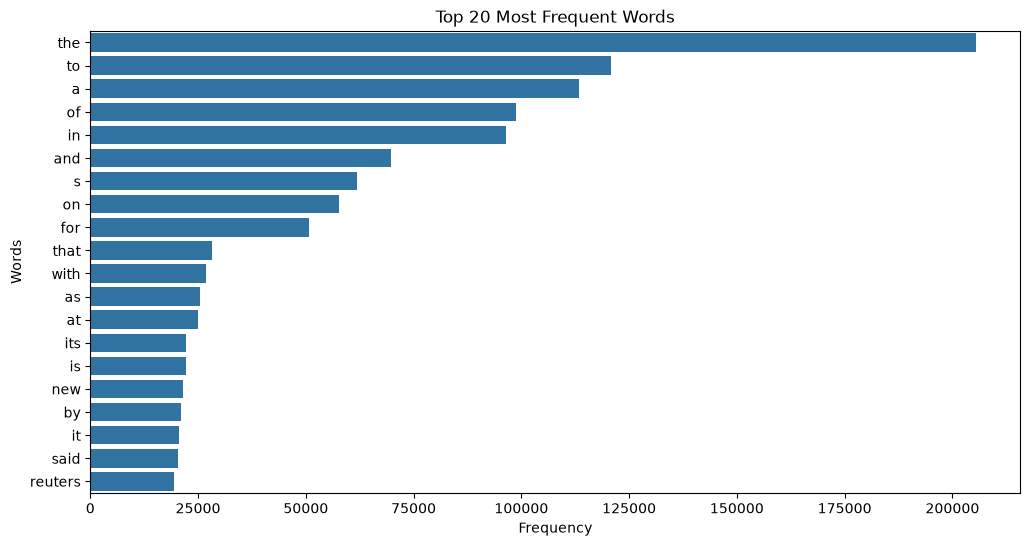 Top 20 Most Frequent Words
the
to
a
of
in
and
s
on
for
that
with
as
at
its
is
new
by
it
said
reuters
Words
0 25000 50000 75000 100000 125000 150000 175000 200000
Frequency